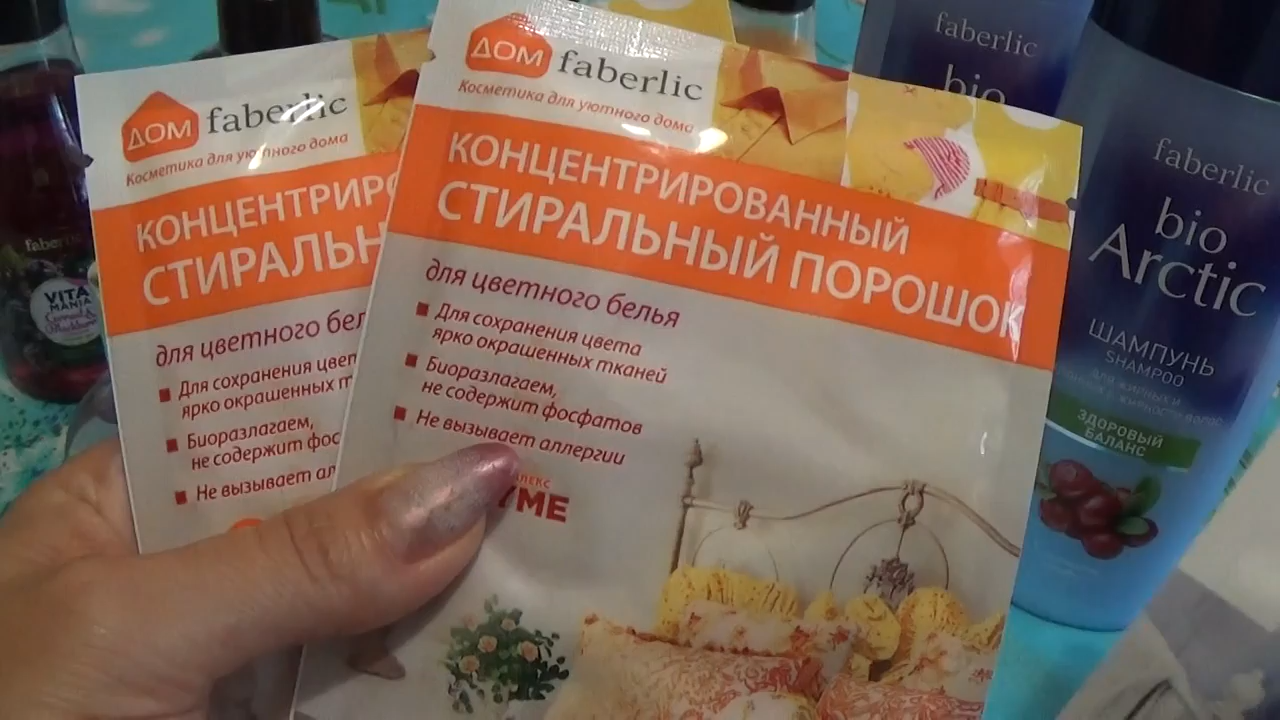 ДОМ faberlic
Косметика для уютного дома
КОНЦЕНТРИРО
СТИРАЛЬН
для цветного бел
Для сохранения цвет
ярко окрашенных т
Биоразлагаем,
не содержит фос
Не вызывает ал
ДОМ faberlic
Косметика для уютного дома
КОНЦЕНТРИРОВАННЫЙ
СТИРАЛЬНЫЙ ПОРОШОК
для цветного белья
Для сохранения цвета
ярко окрашенных тканей
Биоразлагаем,
не содержит фосфатов
Не вызывает аллергии
ЛЕКС
YME
faberlic
bio
faberlic
bio
Arctic
ШАМПУНЬ
SHAMPOO
ЗДОРОВЫЙ
БАЛАНС
faberlic
VITA
MANIA